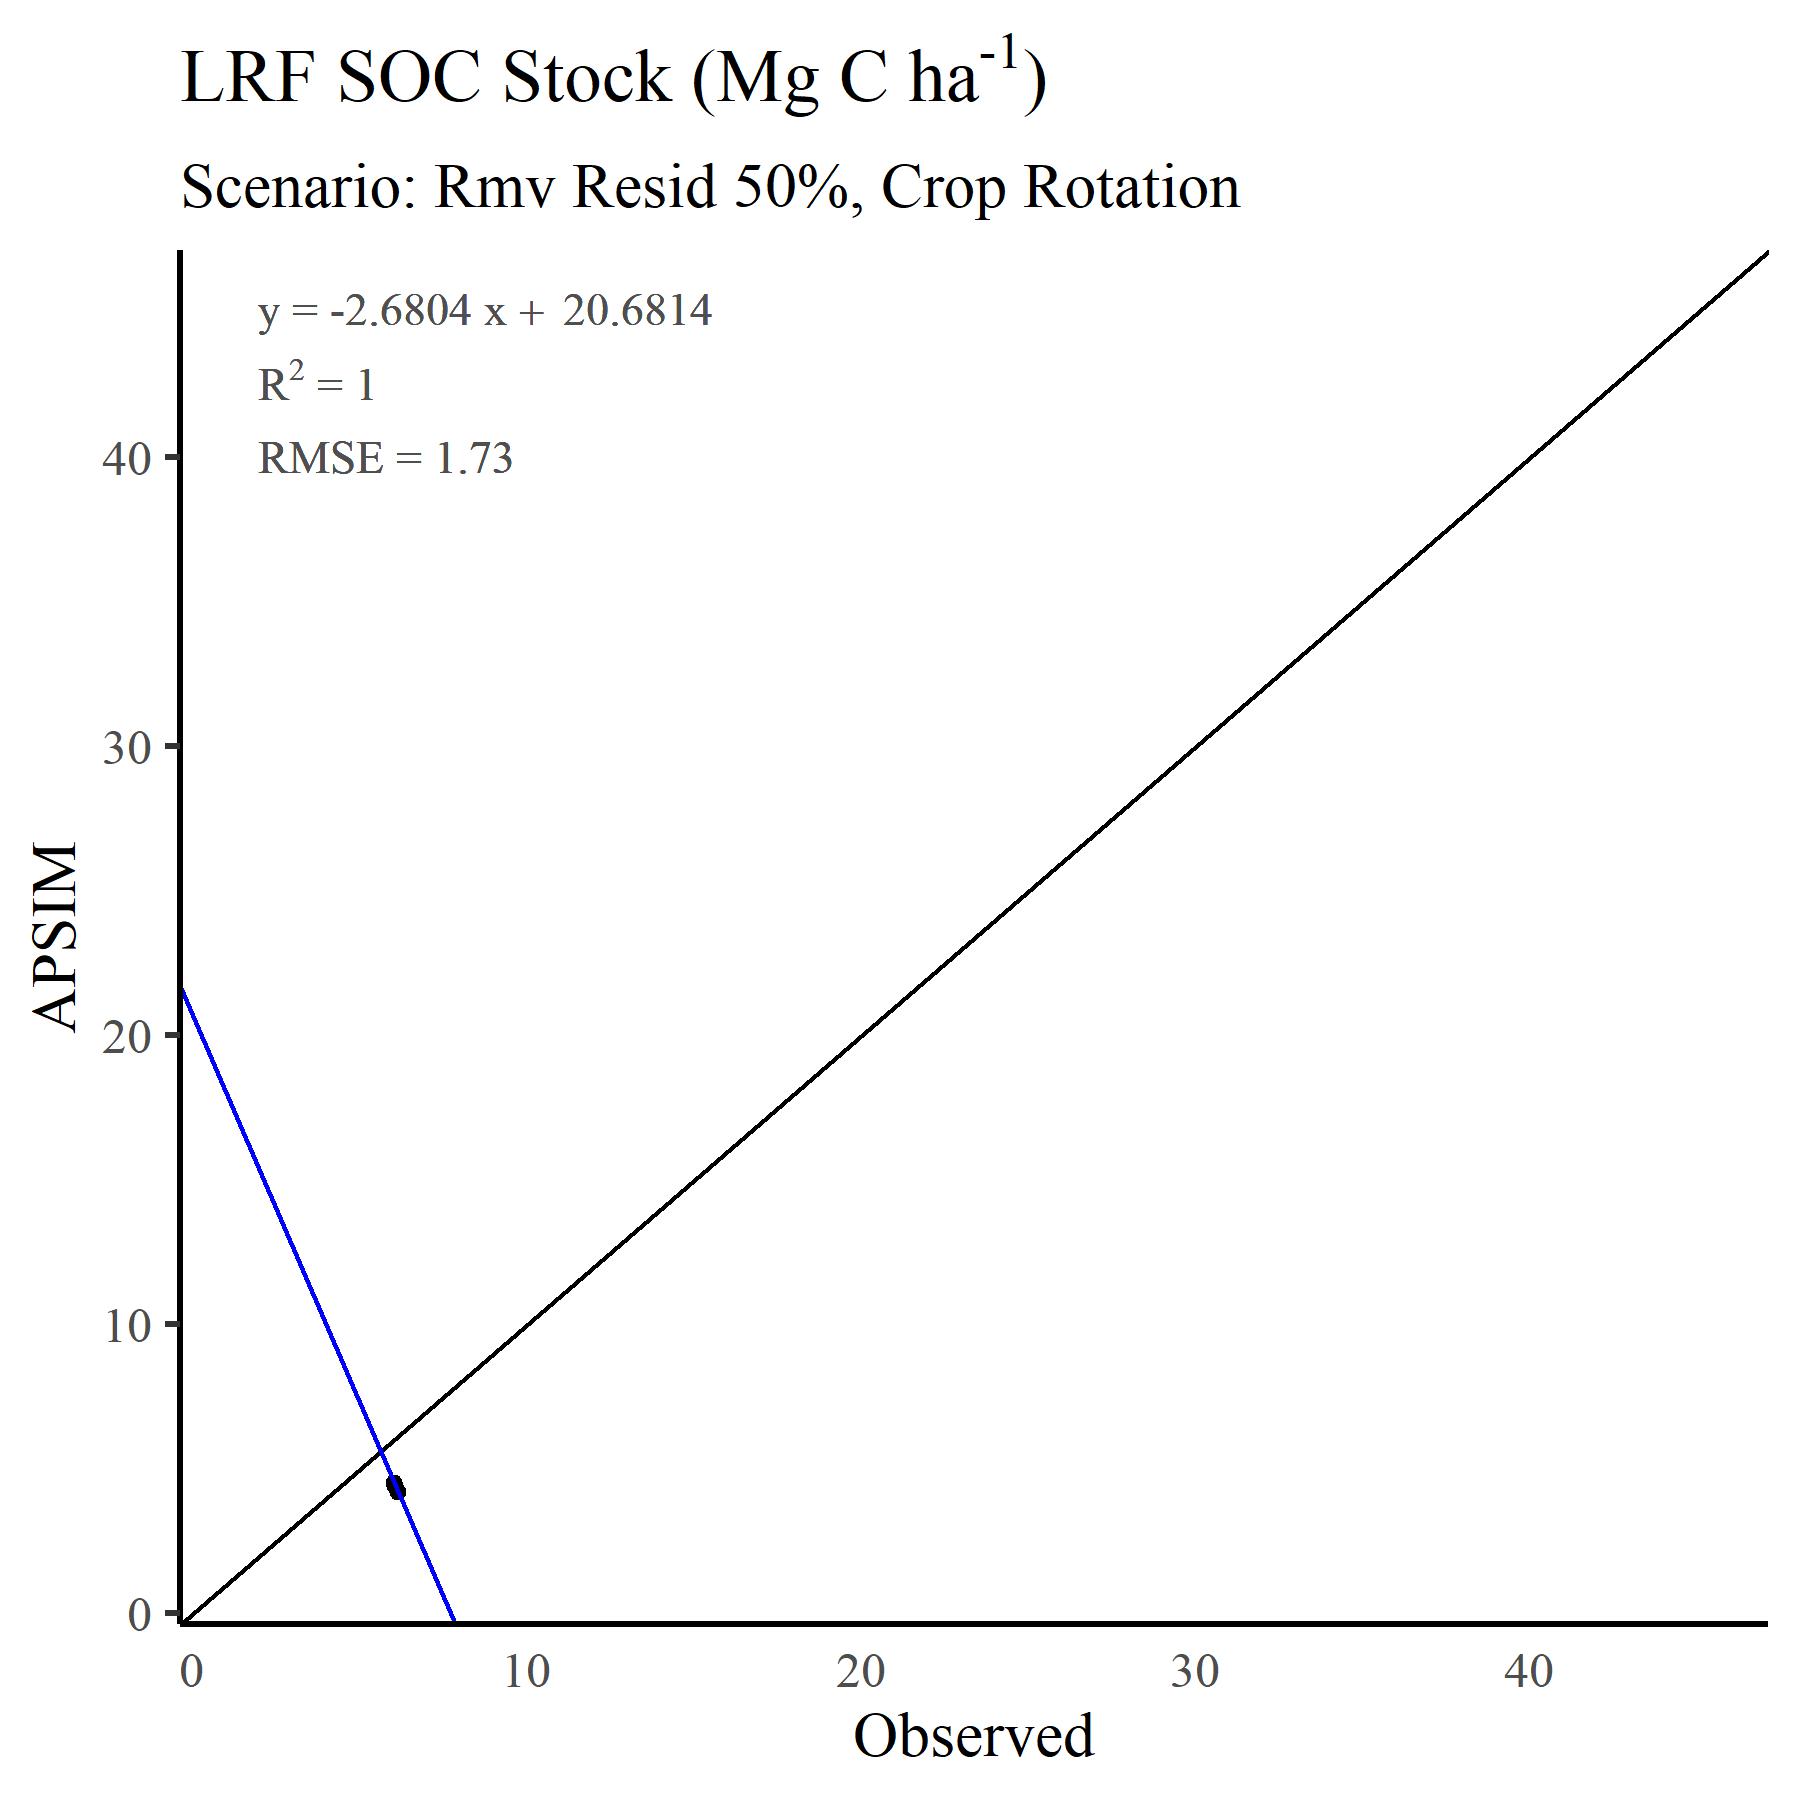 LRF SOC Stock (Mg C ha⁻¹)
Scenario: Rmv Resid 50%, Crop Rotation
y = -2.6804 x + 20.6814
R² = 1
RMSE = 1.73
40
30
20
10
0
APSIM
0 10 20 30 40
Observed